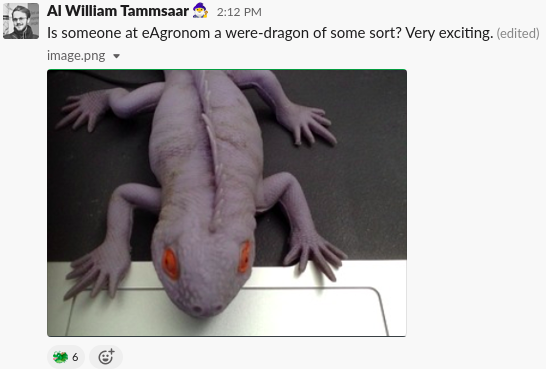 Al William Tammsaar 2:12 PM
Is someone at eAgronom a were-dragon of some sort? Very exciting. (edited)
image.png
6